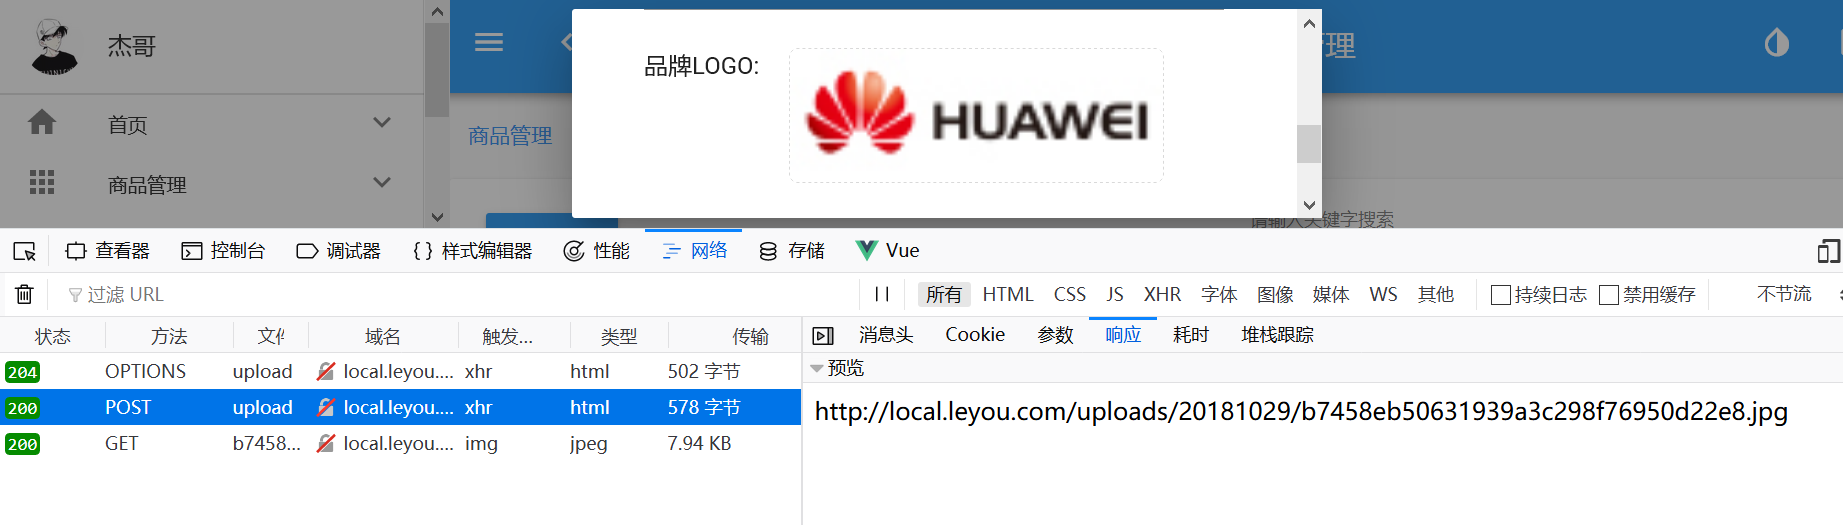 杰哥
理
品牌LOGO:
HUAWEI
首页
商品管理
商品管理
请输入关键字搜索
查看器 控制台 调试器 样式编辑器 性能 网络 存储 Vue
过滤 URL
所有 HTML CSS JS XHR 字体 图像 媒体 WS 其他 持续日志 禁用缓存 不节流
状态 方法 文件 域名 触发... 类型 传输
消息头 Cookie 参数 响应 耗时 堆栈跟踪
204 OPTIONS upload local.leyou.... xhr html 502 字节
200 POST upload local.leyou.... xhr html 578 字节
200 GET b7458... local.leyou.... img jpeg 7.94 KB
预览
http://local.leyou.com/uploads/20181029/b7458eb50631939a3c298f76950d22e8.jpg